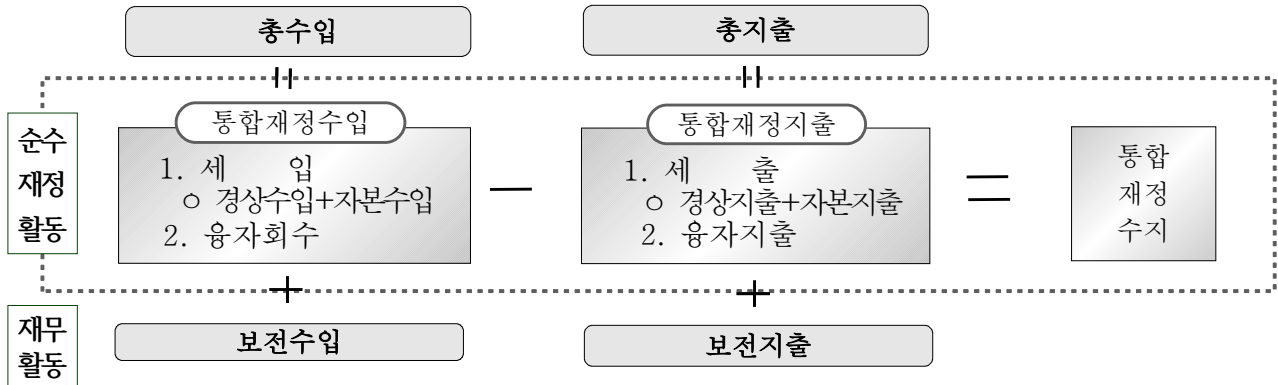 총수입
총지출
순수
재정
활동
통합재정수입
1. 세 입
ㅇ 경상수입+자본수입
2. 융자회수
통합재정지출
1. 세 출
ㅇ 경상지출+자본지출
2. 융자지출
통합
재정
수지
재무
활동
보전수입
보전지출